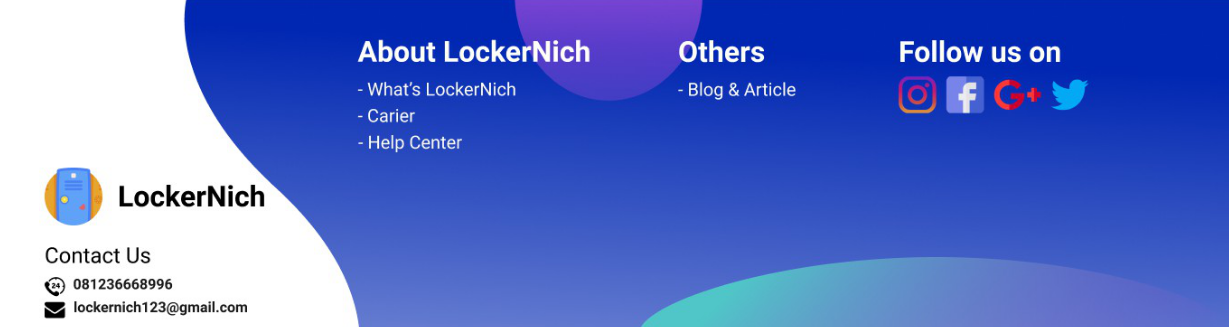 About LockerNich
- What's LockerNich
- Carier
- Help Center
Others
- Blog & Article
Follow us on
LockerNich
Contact Us
24
081236668996
lockernich123@gmail.com